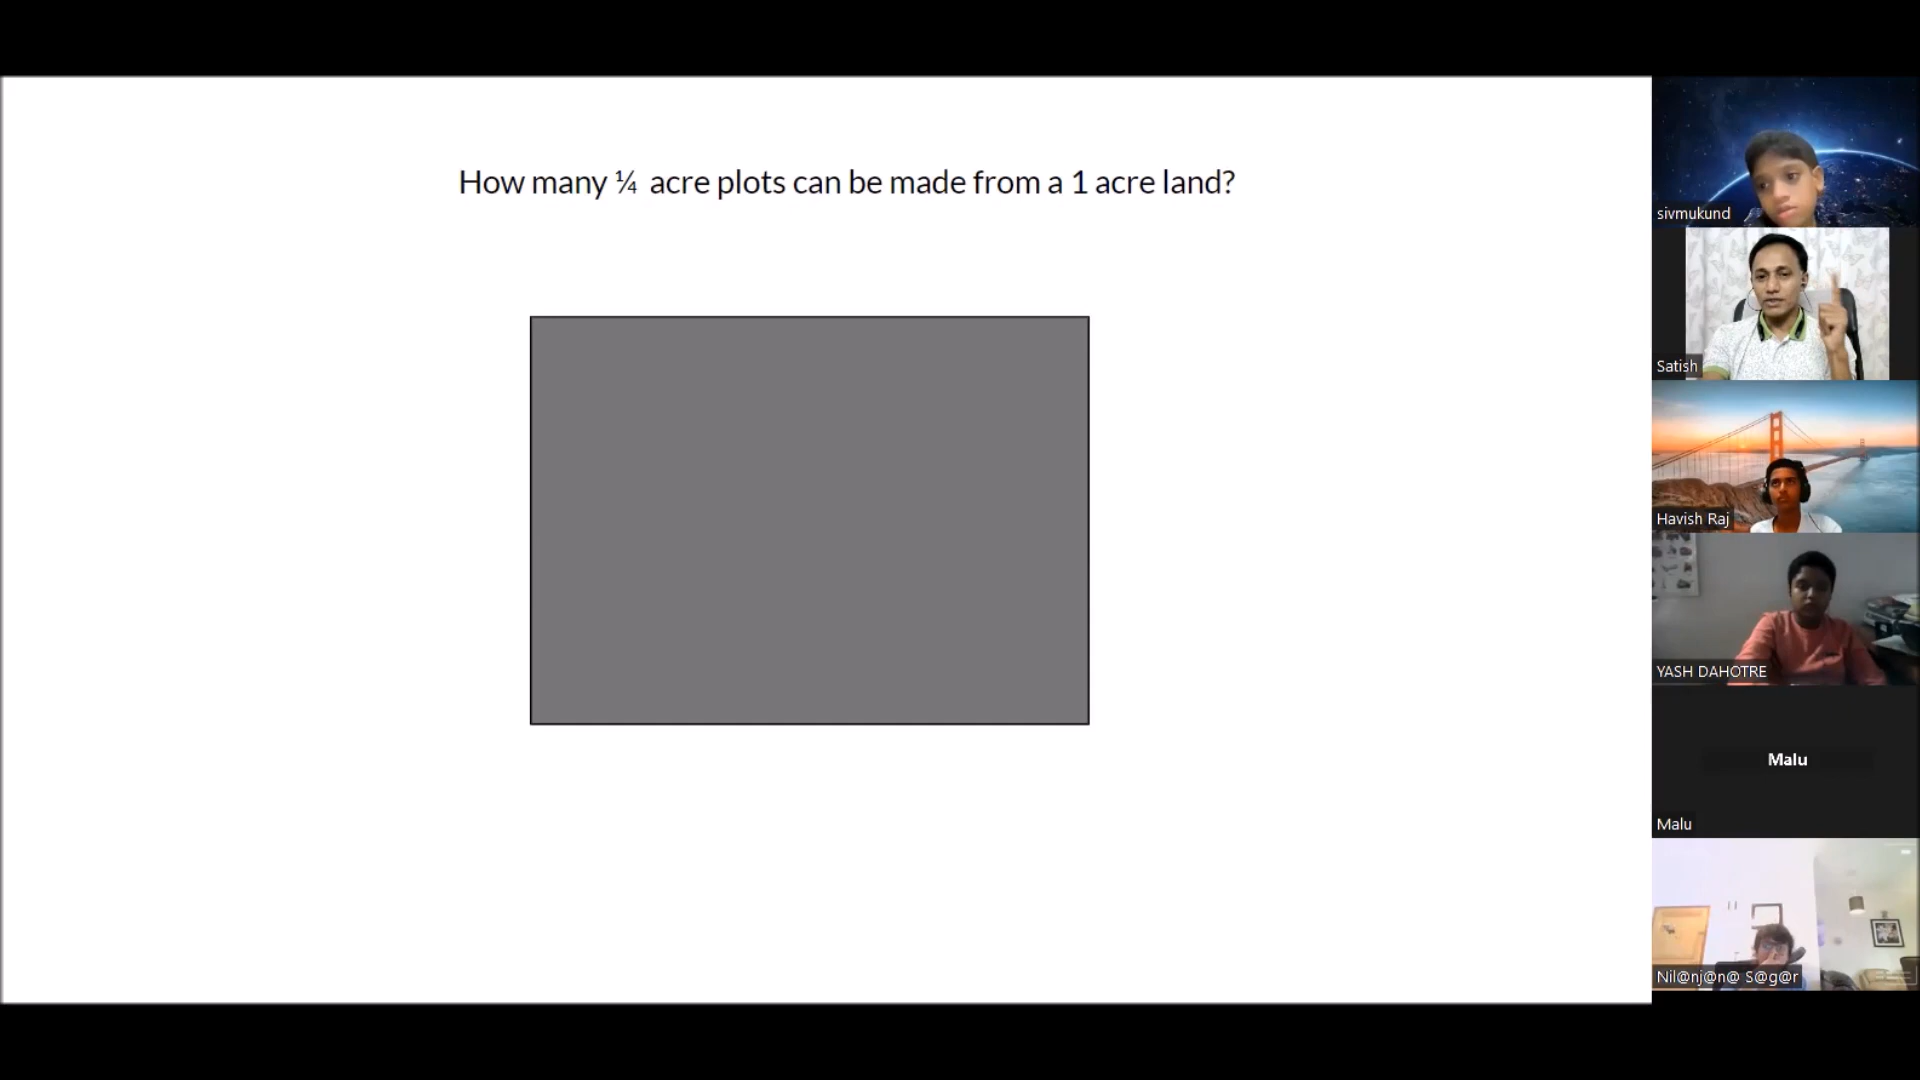 How many ¼ acre plots can be made from a 1 acre land?
sivmukund
Satish
Havish Raj
YASH DAHOTRE
Malu
Malu
Nil@nj@n@ S@g@r